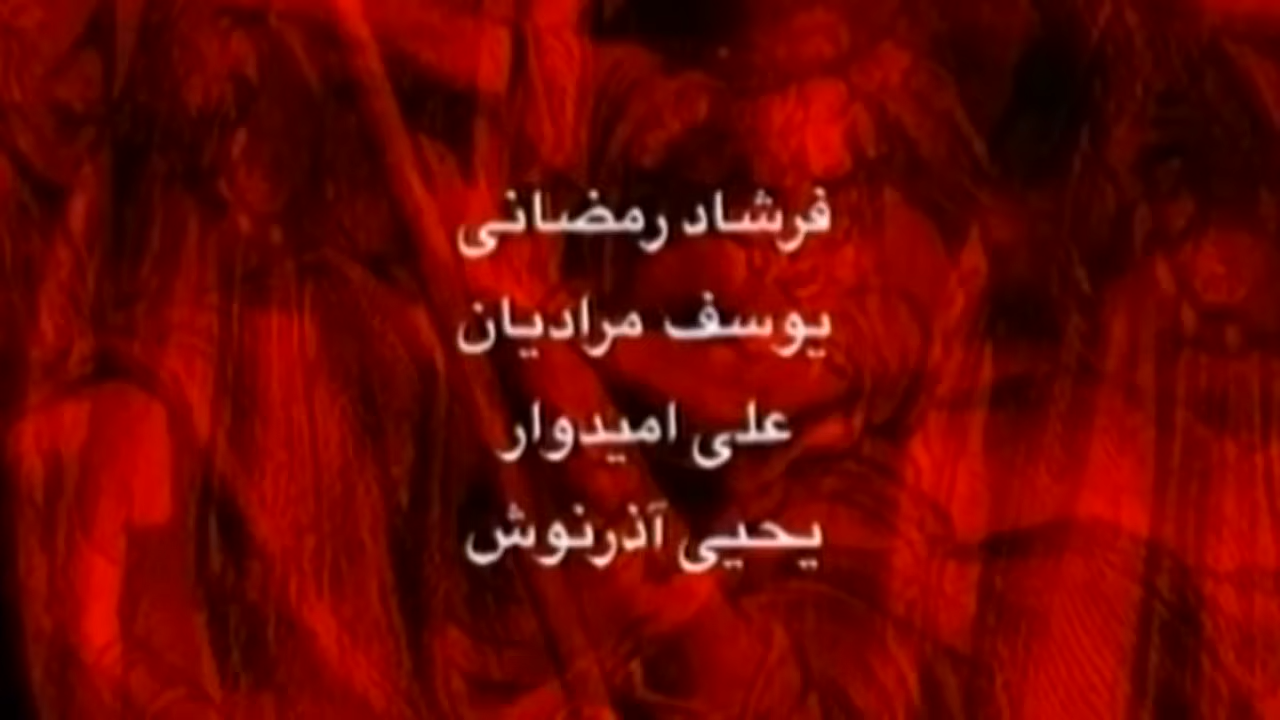 فرشاد رمضانی
یوسف مرادیان
علی امیدوار
یحیی آذرنوش